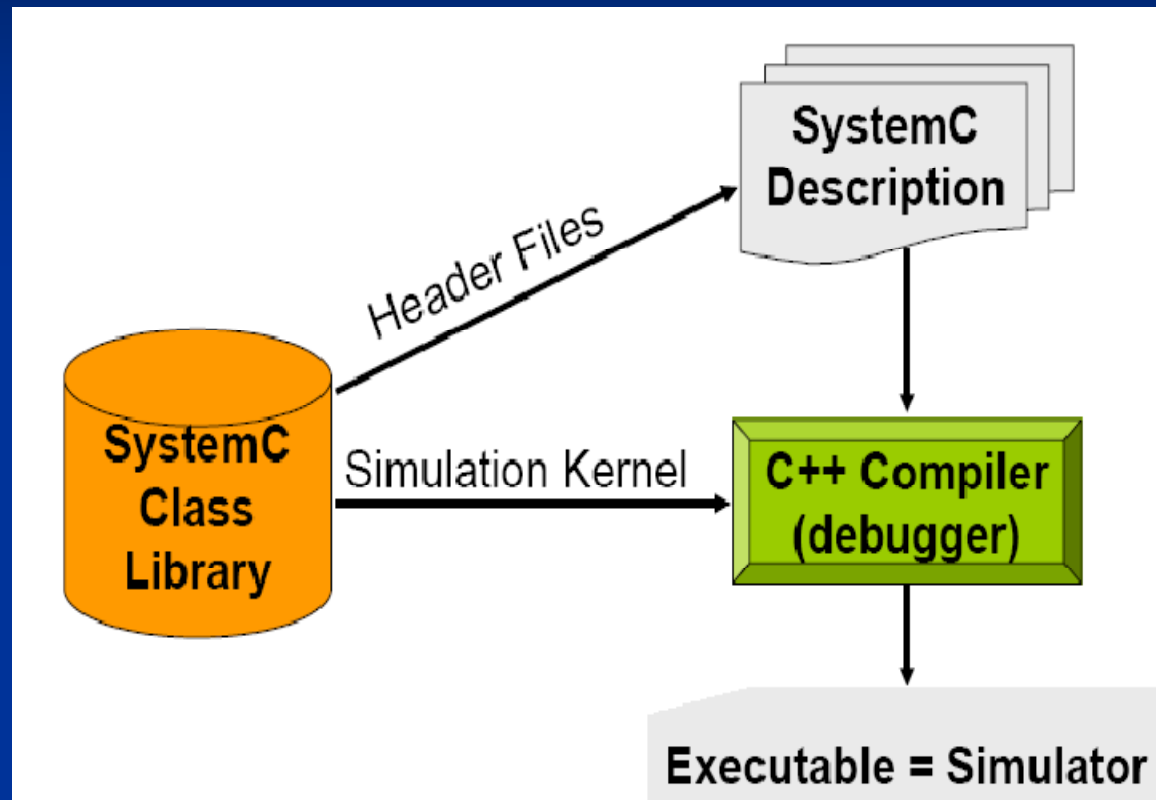 SystemC
Description
Header Files
SystemC
Class
Library
Simulation Kernel
C++ Compiler
(debugger)
Executable = Simulator